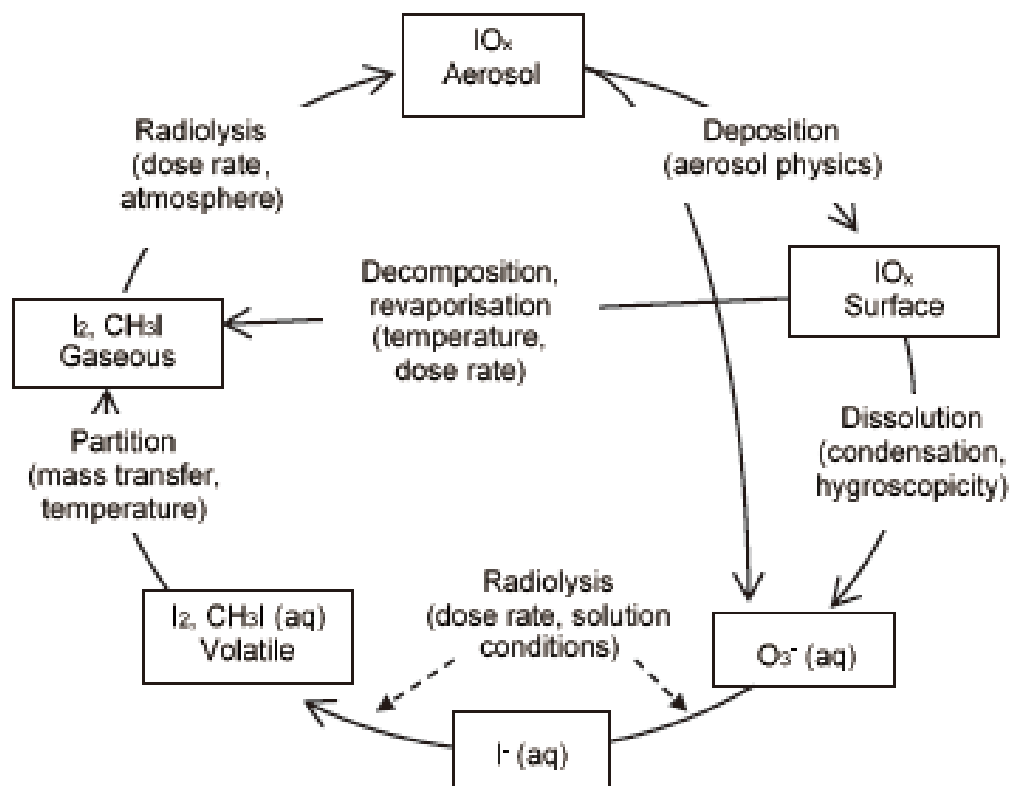 IOₓ
Aerosol
Radiolysis
(dose rate,
atmosphere)
Deposition
(aerosol physics)
Decomposition,
revaporisation
(temperature,
dose rate)
IOₓ
Surface
I₂, CH₃I
Gaseous
Partition
(mass transfer,
temperature)
Dissolution
(condensation,
hygroscopicity)
Radiolysis
(dose rate, solution
conditions)
I₂, CH₃I (aq)
Volatile
O₃⁻ (aq)
I⁻ (aq)